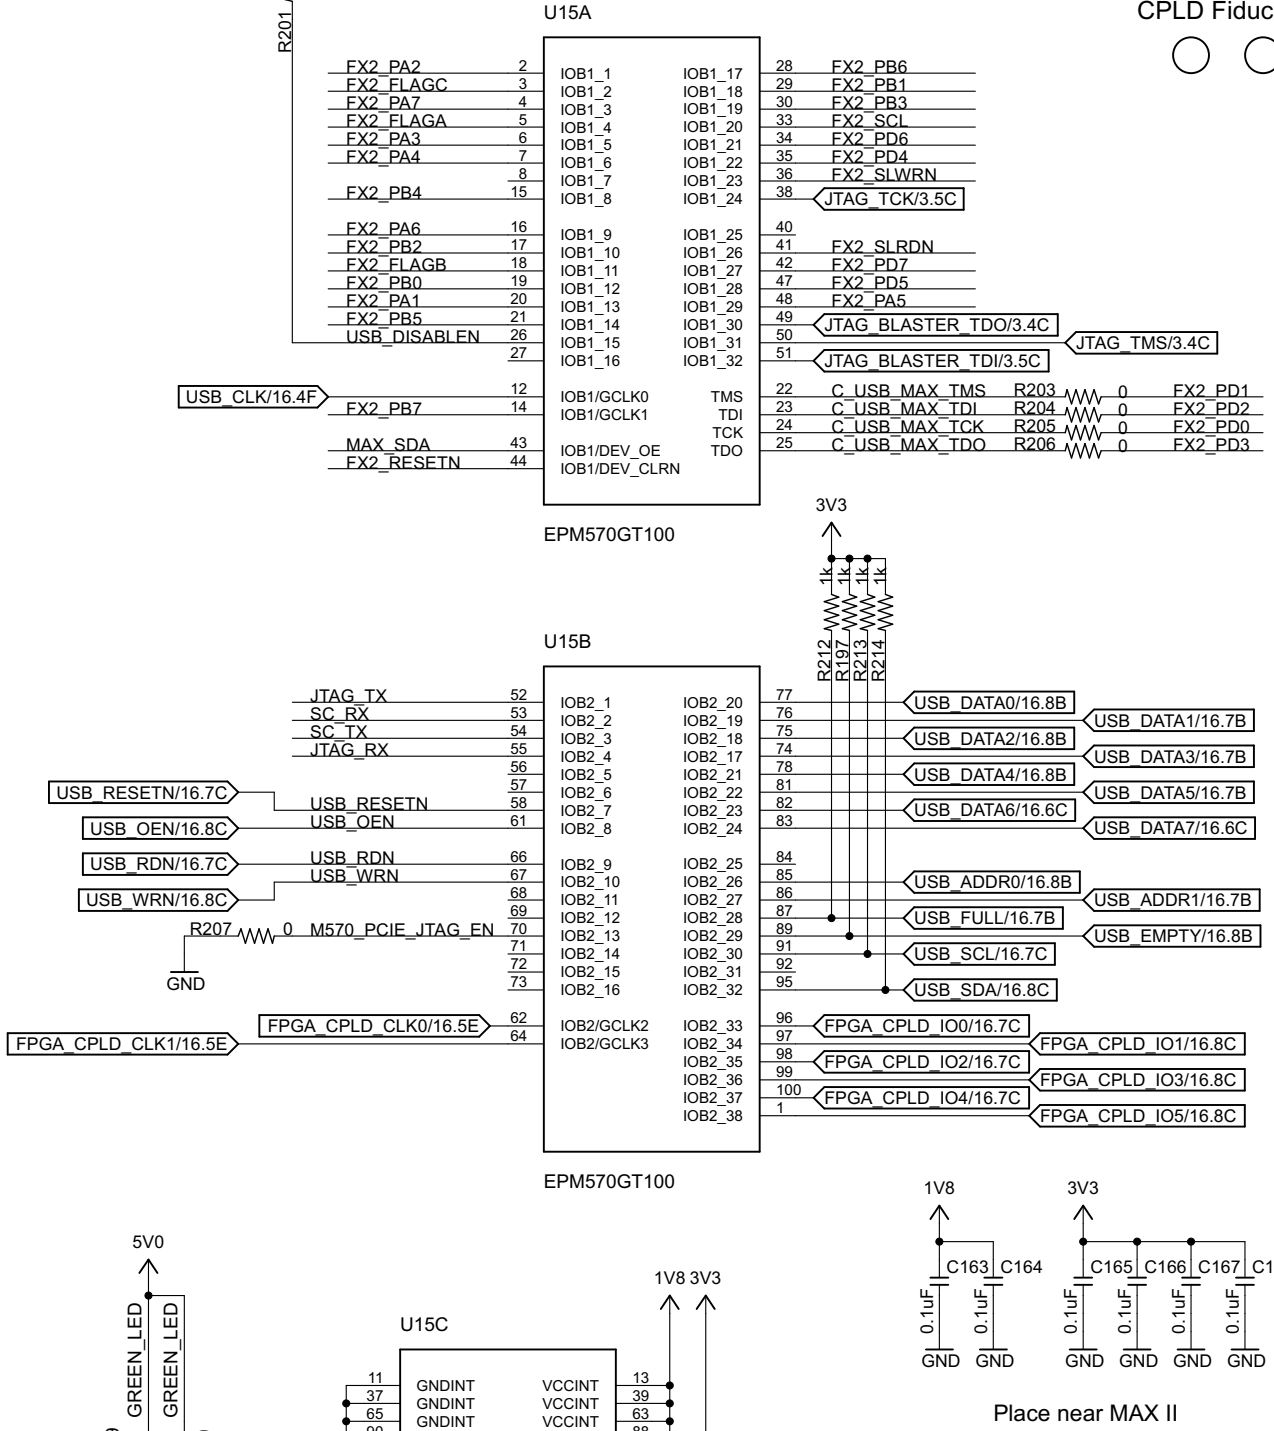 CPLD Fiduc
R201
U15A
FX2_PA2 2 IOB1_1 IOB1_17 28 FX2_PB6
FX2_FLAGC 3 IOB1_2 IOB1_18 29 FX2_PB1
FX2_PA7 4 IOB1_3 IOB1_19 30 FX2_PB3
FX2_FLAGA 5 IOB1_4 IOB1_20 33 FX2_SCL
FX2_PA3 6 IOB1_5 IOB1_21 34 FX2_PD6
FX2_PA4 7 IOB1_6 IOB1_22 35 FX2_PD4
8 IOB1_7 IOB1_23 36 FX2_SLWRN
FX2_PB4 15 IOB1_8 IOB1_24 38 JTAG_TCK/3.5C
FX2_PA6 16 IOB1_9 IOB1_25 40
FX2_PB2 17 IOB1_10 IOB1_26 41 FX2_SLRDN
FX2_FLAGB 18 IOB1_11 IOB1_27 42 FX2_PD7
FX2_PB0 19 IOB1_12 IOB1_28 47 FX2_PD5
FX2_PA1 20 IOB1_13 IOB1_29 48 FX2_PA5
FX2_PB5 21 IOB1_14 IOB1_30 49 JTAG_BLASTER_TDO/3.4C
USB_DISABLEN 26 IOB1_15 IOB1_31 50 JTAG_TMS/3.4C
27 IOB1_16 IOB1_32 51 JTAG_BLASTER_TDI/3.5C
USB_CLK/16.4F 12 IOB1/GCLK0 TMS 22 C_USB_MAX_TMS R203 0 FX2_PD1
FX2_PB7 14 IOB1/GCLK1 TDI 23 C_USB_MAX_TDI R204 0 FX2_PD2
TCK 24 C_USB_MAX_TCK R205 0 FX2_PD0
MAX_SDA 43 IOB1/DEV_OE TDO 25 C_USB_MAX_TDO R206 0 FX2_PD3
FX2_RESETN 44 IOB1/DEV_CLRN
EPM570GT100
3V3
1k 1k 1k 1k
R212 R197 R213 R214
U15B
JTAG_TX 52 IOB2_1 IOB2_20 77 USB_DATA0/16.8B
SC_RX 53 IOB2_2 IOB2_19 76 USB_DATA1/16.7B
SC_TX 54 IOB2_3 IOB2_18 75 USB_DATA2/16.8B
JTAG_RX 55 IOB2_4 IOB2_17 74 USB_DATA3/16.7B
56 IOB2_5 IOB2_21 78 USB_DATA4/16.8B
USB_RESETN/16.7C 57 IOB2_6 IOB2_22 81 USB_DATA5/16.7B
USB_RESETN 58 IOB2_7 IOB2_23 82 USB_DATA6/16.6C
USB_OEN/16.8C USB_OEN 61 IOB2_8 IOB2_24 83 USB_DATA7/16.6C
USB_RDN/16.7C USB_RDN 66 IOB2_9 IOB2_25 84
USB_WRN 67 IOB2_10 IOB2_26 85 USB_ADDR0/16.8B
USB_WRN/16.8C 68 IOB2_11 IOB2_27 86 USB_ADDR1/16.7B
69 IOB2_12 IOB2_28 87 USB_FULL/16.7B
R207 0 M570_PCIE_JTAG_EN 70 IOB2_13 IOB2_29 89 USB_EMPTY/16.8B
71 IOB2_14 IOB2_30 91 USB_SCL/16.7C
GND 72 IOB2_15 IOB2_31 92
73 IOB2_16 IOB2_32 95 USB_SDA/16.8C
FPGA_CPLD_CLK0/16.5E 62 IOB2/GCLK2 IOB2_33 96 FPGA_CPLD_IO0/16.7C
FPGA_CPLD_CLK1/16.5E 64 IOB2/GCLK3 IOB2_34 97 FPGA_CPLD_IO1/16.8C
IOB2_35 98 FPGA_CPLD_IO2/16.7C
IOB2_36 99 FPGA_CPLD_IO3/16.8C
IOB2_37 100 FPGA_CPLD_IO4/16.7C
IOB2_38 1 FPGA_CPLD_IO5/16.8C
EPM570GT100
1V8 3V3
C163 C164 C165 C166 C167 C1
0.1uF 0.1uF 0.1uF 0.1uF 0.1uF 0.1uF
GND GND GND GND GND GND
Place near MAX II
5V0
GREEN_LED GREEN_LED
1V8 3V3
U15C
11 GNDINT VCCINT 13
37 GNDINT VCCINT 39
65 GNDINT VCCINT 63
90 88